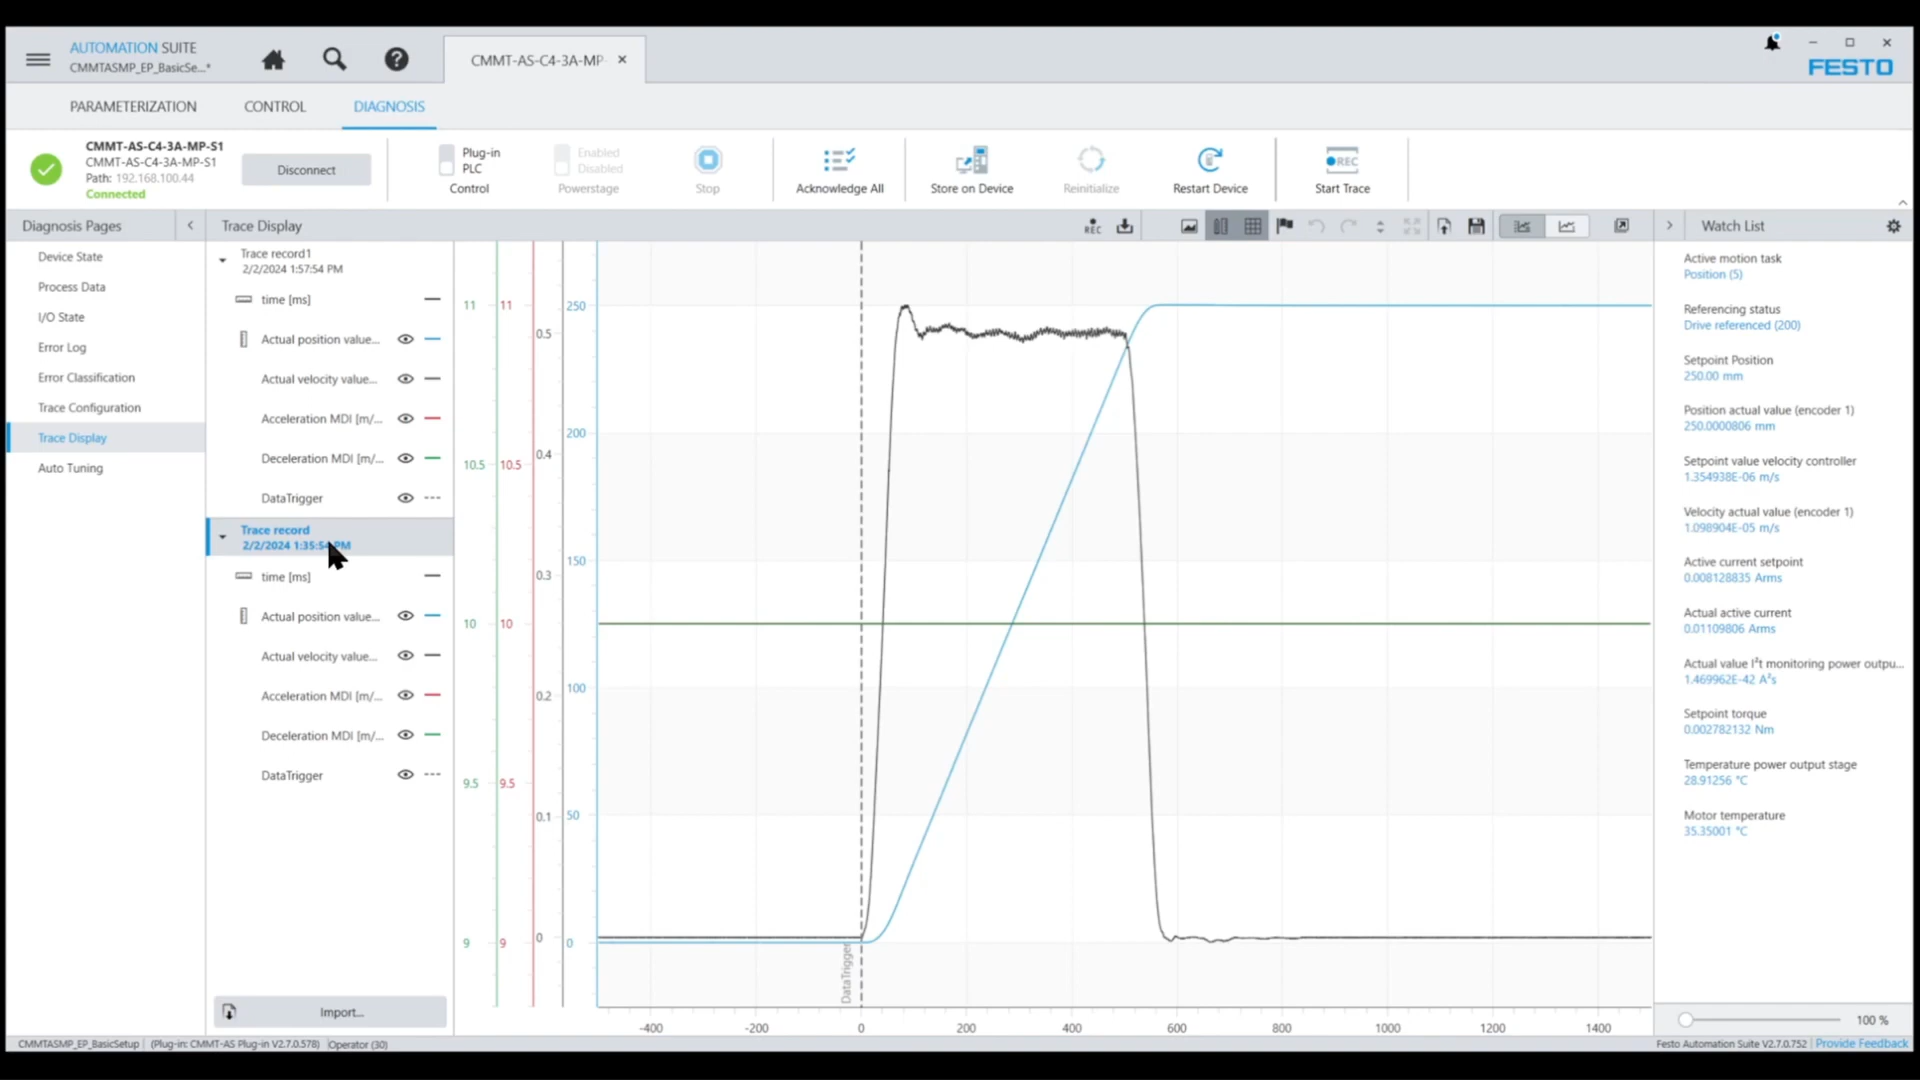 AUTOMATION SUITE
CMMTASMP_EP_BasicSe...*
CMMT-AS-C4-3A-MP-
FESTO
PARAMETERIZATION
CONTROL
DIAGNOSIS
CMMT-AS-C4-3A-MP-S1
CMMT-AS-C4-3A-MP-S1
Path: 192.168.100.44
Connected
Disconnect
Plug-in
PLC
Control
Enabled
Disabled
Powerstage
Stop
Acknowledge All
Store on Device
Reinitialize
Restart Device
REC
Start Trace
Diagnosis Pages
Trace Display
REC
Watch List
Device State
Process Data
I/O State
Error Log
Error Classification
Trace Configuration
Trace Display
Auto Tuning
Trace record1
2/2/2024 1:57:54 PM
time [ms]
Actual position value...
Actual velocity value...
Acceleration MDI [m/...
Deceleration MDI [m/...
DataTrigger
Trace record
2/2/2024 1:35:54 PM
time [ms]
Actual position value...
Actual velocity value...
Acceleration MDI [m/...
Deceleration MDI [m/...
DataTrigger
Import...
11
10.5
10
9.5
9
11
10.5
10
9.5
9
0.5
0.4
0.3
0.2
0.1
0
250
200
150
100
50
0
DataTrigger
-400
-200
0
200
400
600
800
1000
1200
1400
Active motion task
Position (5)
Referencing status
Drive referenced (200)
Setpoint Position
250.00 mm
Position actual value (encoder 1)
250.0000806 mm
Setpoint value velocity controller
1.354938E-06 m/s
Velocity actual value (encoder 1)
1.098904E-05 m/s
Active current setpoint
0.008128835 Arms
Actual active current
0.01109806 Arms
Actual value I²t monitoring power outpu...
1.469962E-42 A²s
Setpoint torque
0.002782132 Nm
Temperature power output stage
28.91256 °C
Motor temperature
35.35001 °C
100 %
CMMTASMP_EP_BasicSetup
(Plug-in: CMMT-AS Plug-in V2.7.0.578)
Operator (30)
Festo Automation Suite V2.7.0.752
Provide Feedback